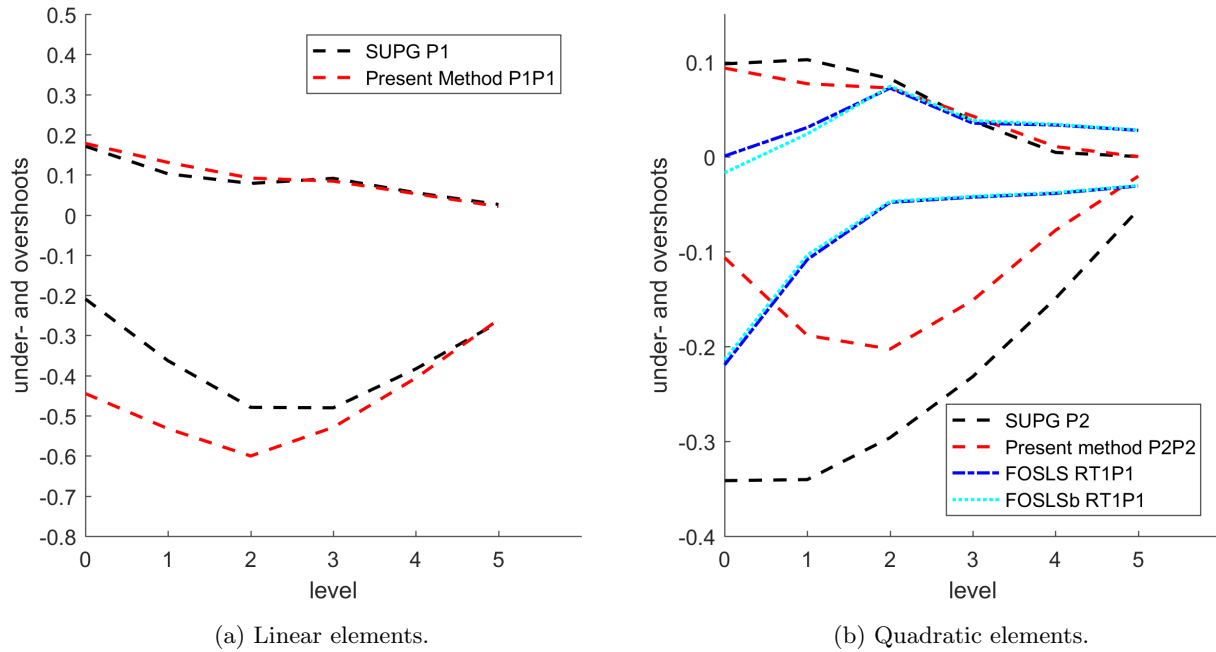 0.5
0.4
0.3
0.2
0.1
0
-0.1
-0.2
-0.3
-0.4
-0.5
-0.6
-0.7
-0.8
under- and overshoots
0 1 2 3 4 5
level
SUPG P1
Present Method P1P1
(a) Linear elements.
0.1
0
-0.1
-0.2
-0.3
-0.4
under- and overshoots
0 1 2 3 4 5
level
SUPG P2
Present method P2P2
FOSLS RT1P1
FOSLSb RT1P1
(b) Quadratic elements.